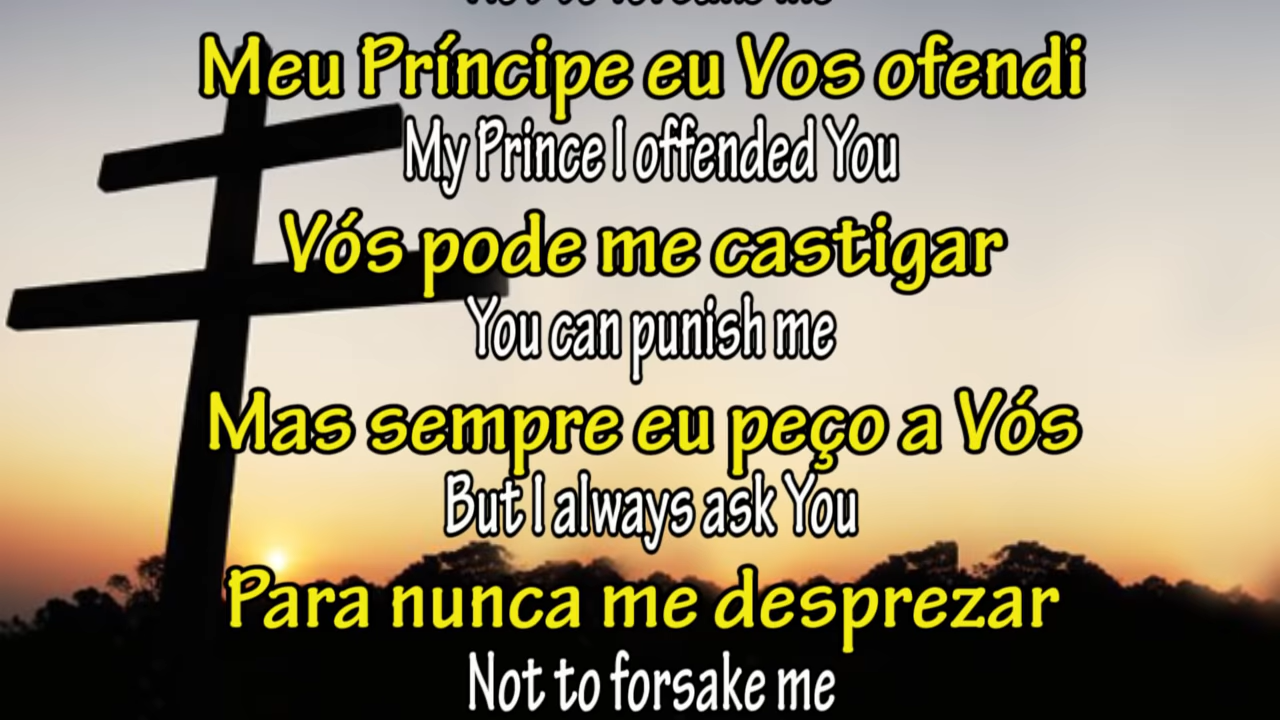 Meu Príncipe eu Vos ofendi
My Prince I offended You
Vós pode me castigar
You can punish me
Mas sempre eu peço a Vós
But I always ask You
Para nunca me desprezar
Not to forsake me